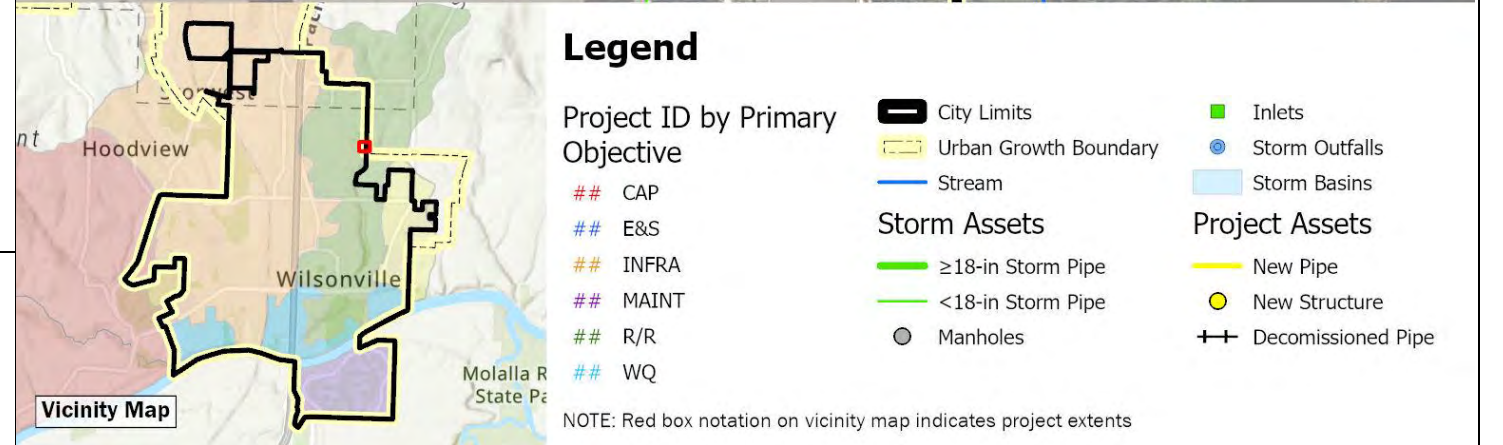 Hoodview
Wilsonville
Molalla R
State Pa
Vicinity Map
Legend
Project ID by Primary
Objective
## CAP
## E&S
## INFRA
## MAINT
## R/R
## WQ
City Limits
Urban Growth Boundary
Stream
Storm Assets
≥18-in Storm Pipe
<18-in Storm Pipe
Manholes
Inlets
Storm Outfalls
Storm Basins
Project Assets
New Pipe
New Structure
Decomissioned Pipe
NOTE: Red box notation on vicinity map indicates project extents